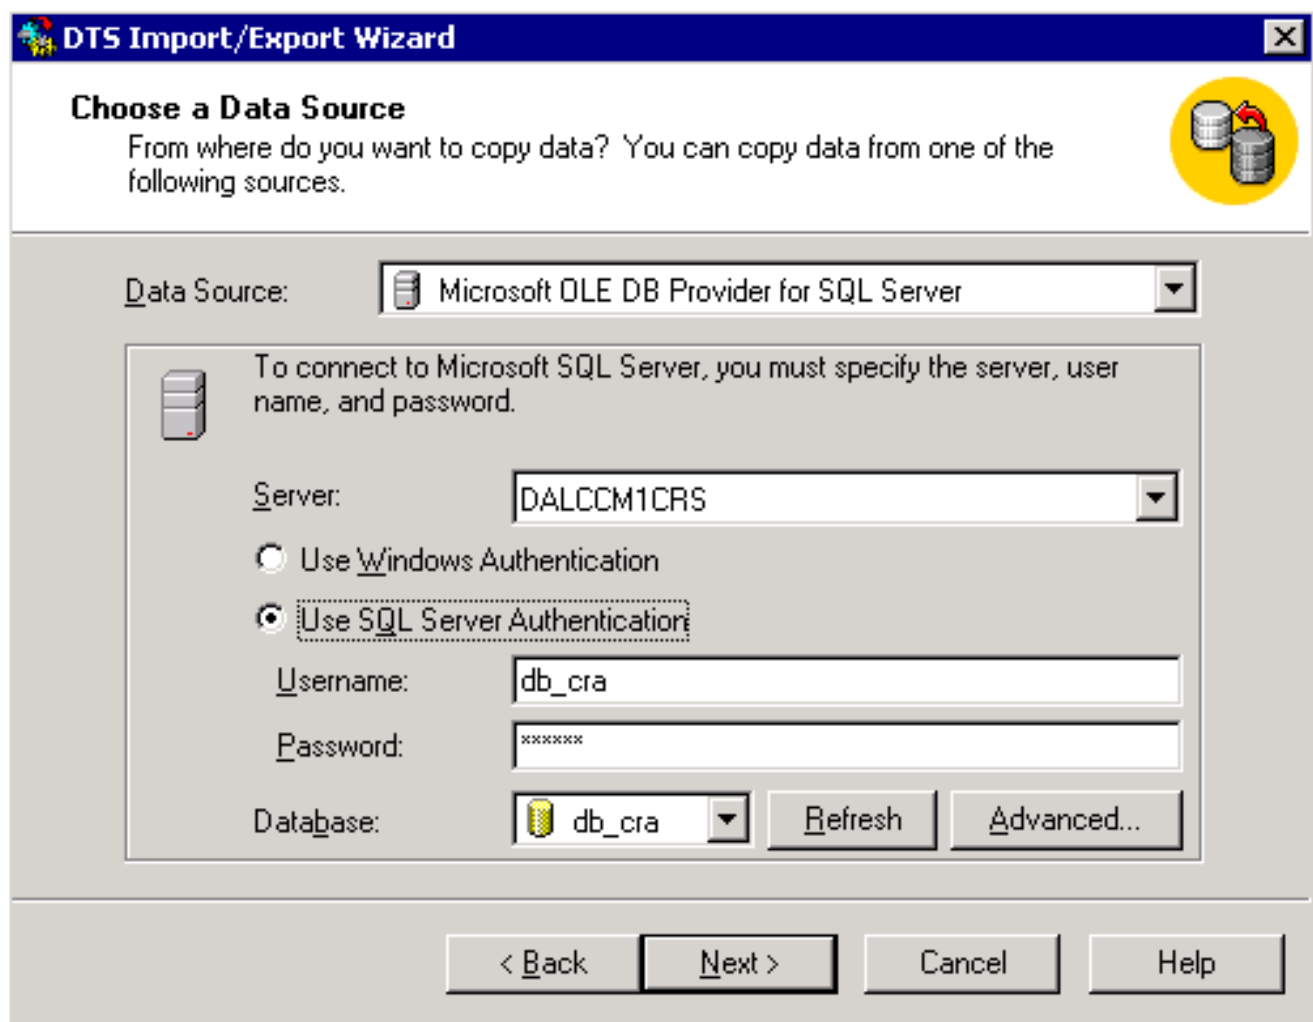 DTS Import/Export Wizard
Choose a Data Source
From where do you want to copy data? You can copy data from one of the
following sources.
Data Source: Microsoft OLE DB Provider for SQL Server
To connect to Microsoft SQL Server, you must specify the server, user
name, and password.
Server: DALCCM1CRS
Use Windows Authentication
Use SQL Server Authentication
Username: db_cra
Password: ******
Database: db_cra Refresh Advanced...
< Back Next > Cancel Help